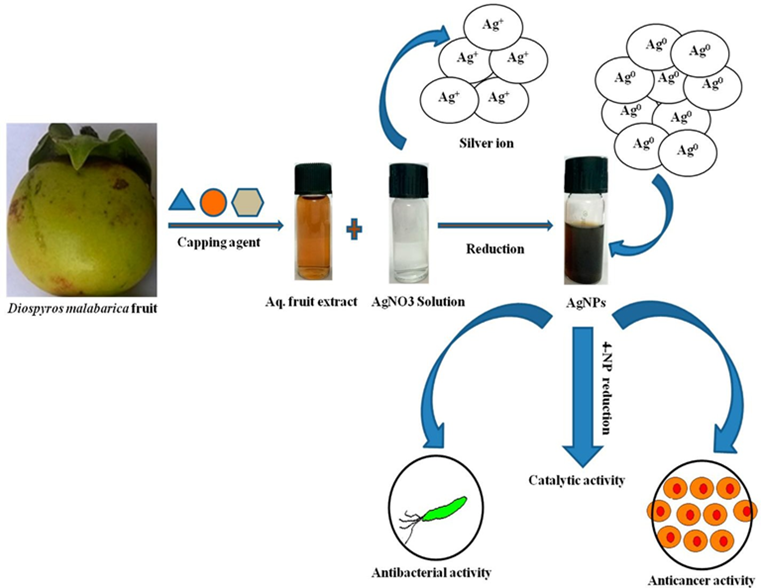 Ag⁺
Ag⁺ Ag⁺
Ag⁺ Ag⁺
Silver ion
Ag⁰ Ag⁰
Ag⁰ Ag⁰ Ag⁰
Ag⁰ Ag⁰
Ag⁰ Ag⁰
Capping agent
Reduction
Diospyros malabarica fruit
Aq. fruit extract
AgNO3 Solution
AgNPs
4-NP reduction
Catalytic activity
Antibacterial activity
Anticancer activity